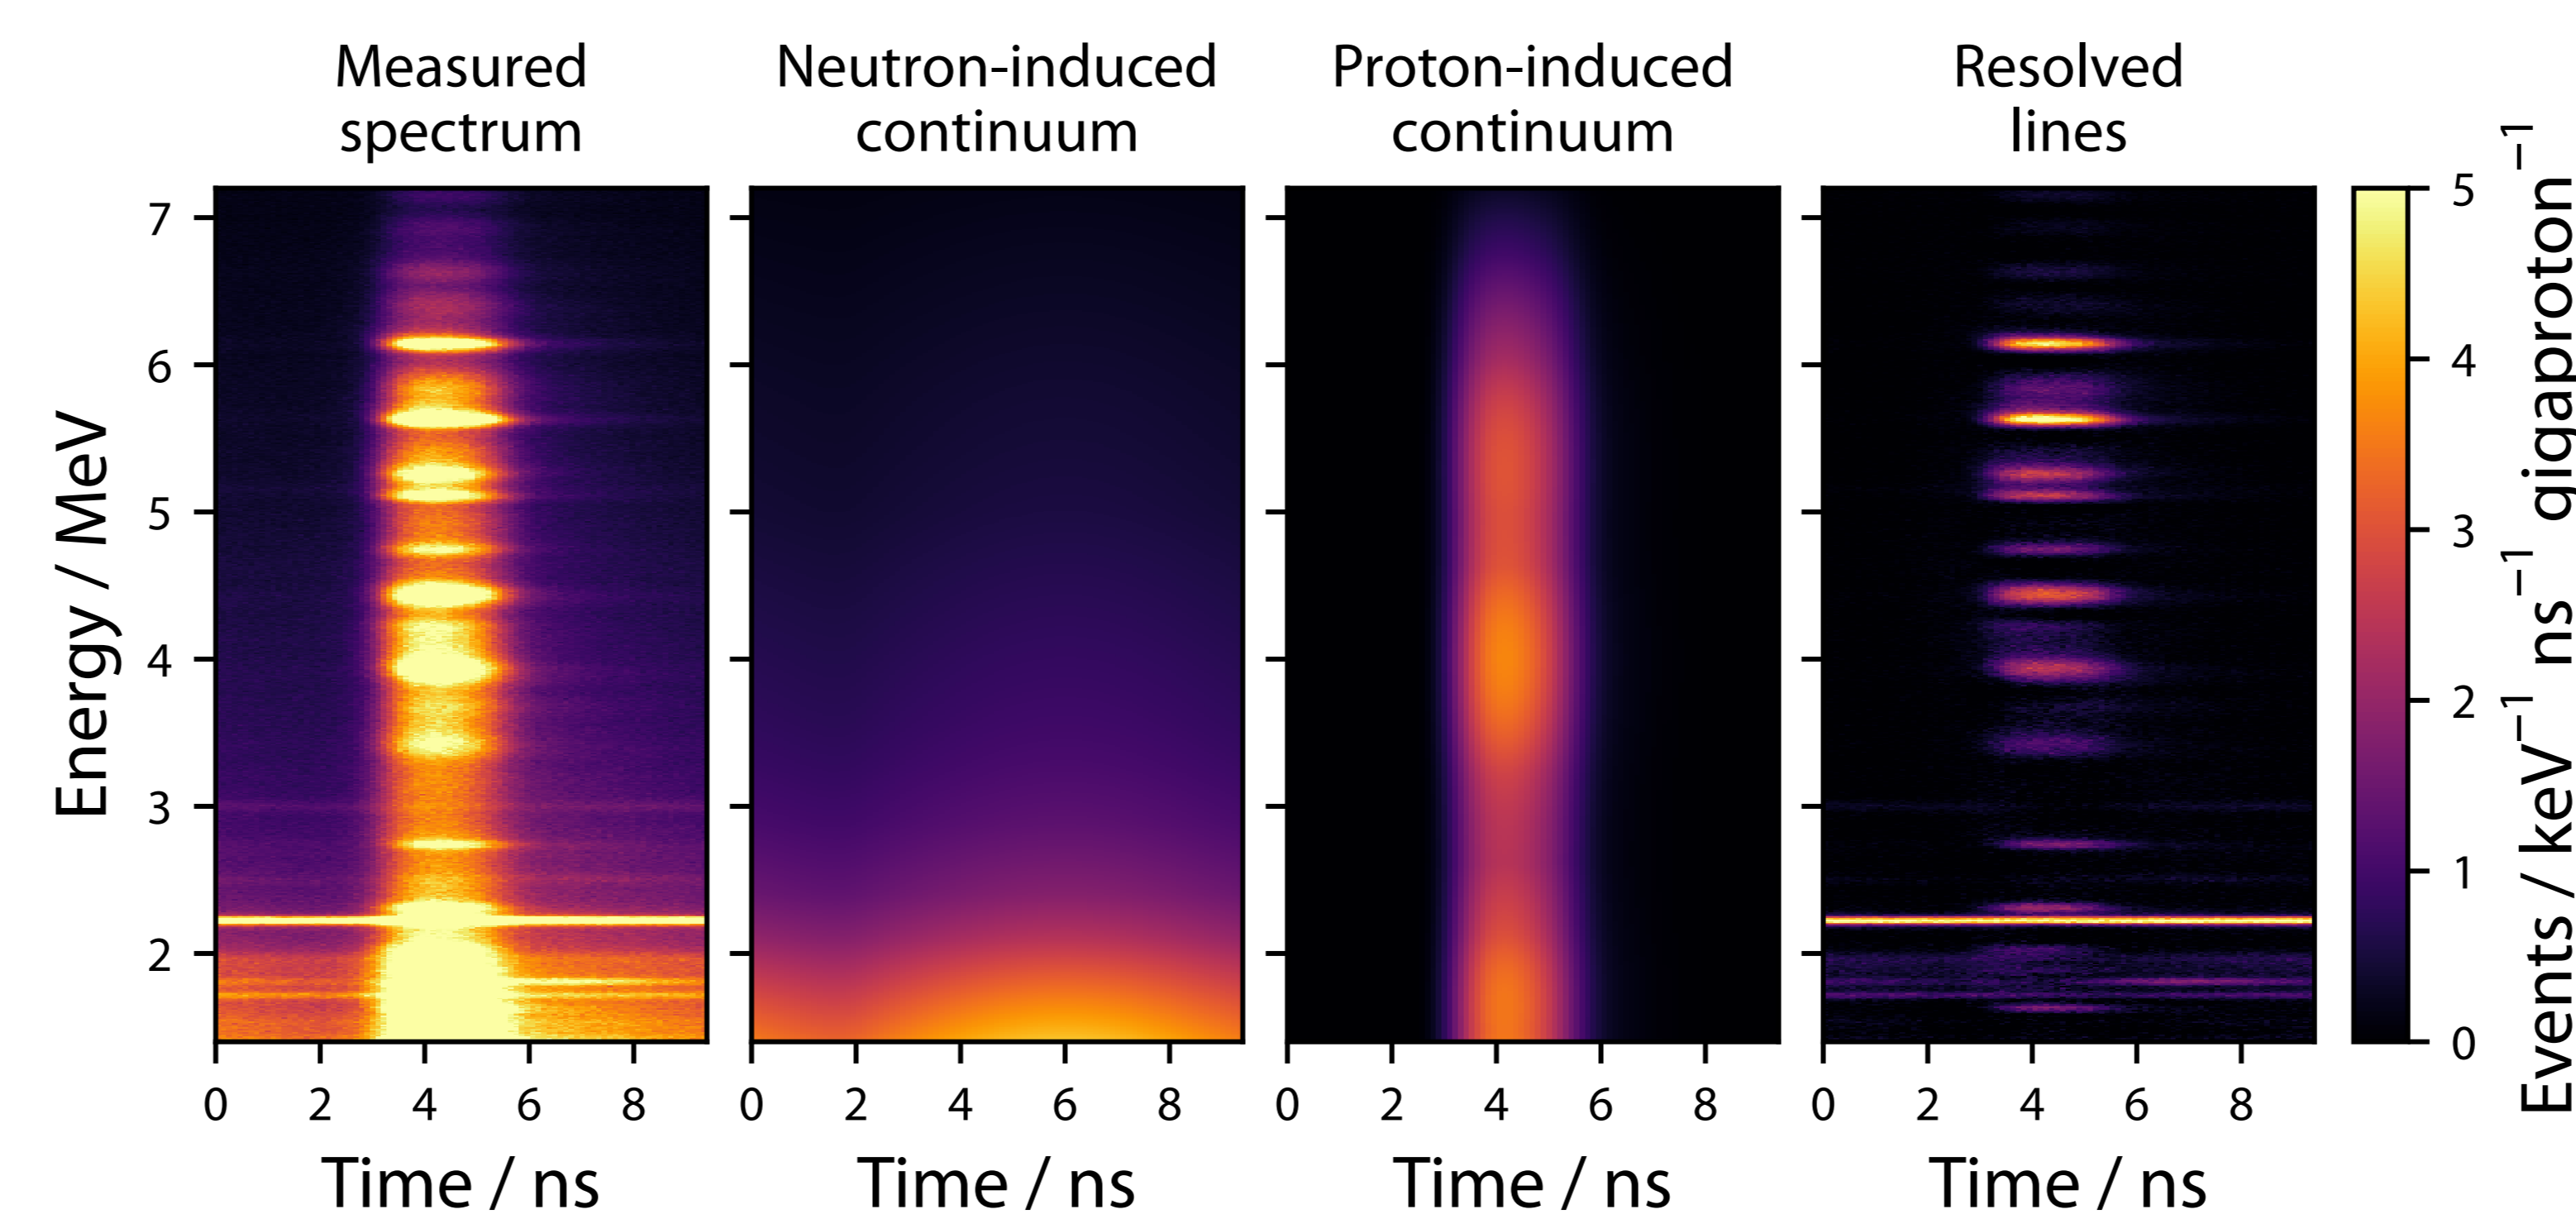 Measured
spectrum
Neutron-induced
continuum
Proton-induced
continuum
Resolved
lines
Energy / MeV
7
6
5
4
3
2
0 2 4 6 8
0 2 4 6 8
0 2 4 6 8
0 2 4 6 8
Time / ns
Time / ns
Time / ns
Time / ns
5
4
3
2
1
0
Events / keV⁻¹ ns⁻¹ gigaproton⁻¹